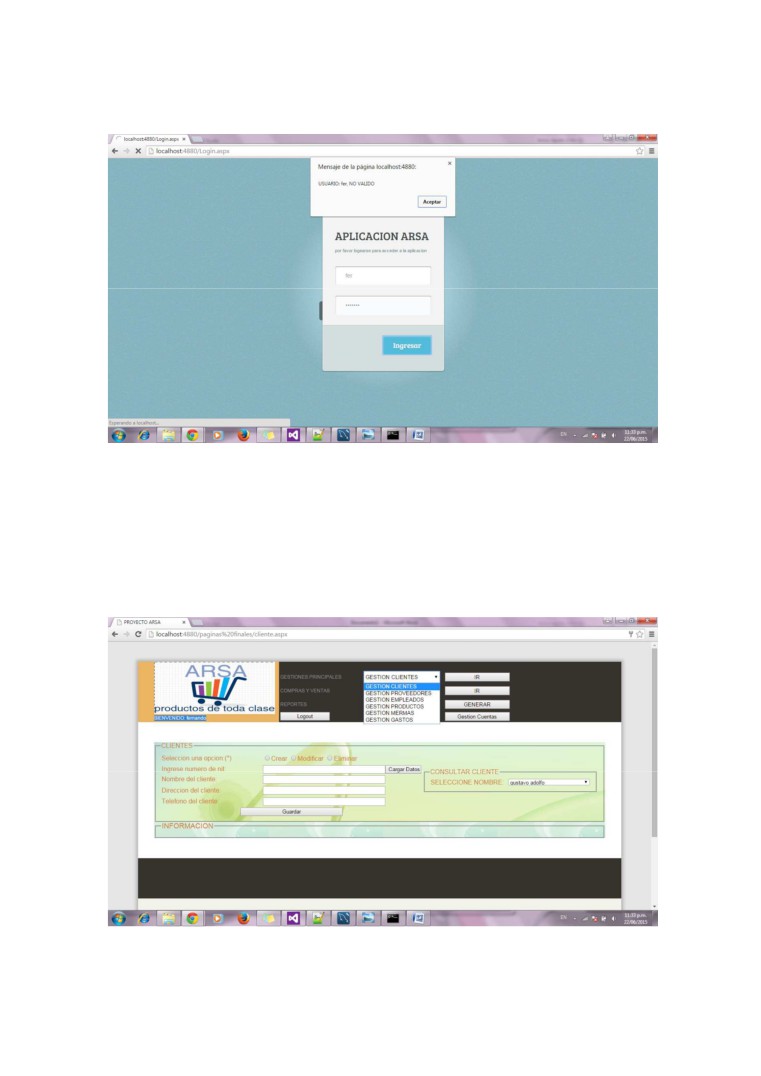 localhost:4880/Login.aspx
localhost:4880/Login.aspx
Mensaje de la página localhost:4880:
USUARIO: fer, NO VALIDO
Aceptar
APLICACION ARSA
por favor loguearse para acceder a la aplicacion
fer
•••••••
Ingresar
Esperando a localhost...
EN
11:33 p.m.
22/06/2015
PROYECTO ARSA
localhost:4880/paginas%20finales/cliente.aspx
ARSA
productos de toda clase
BIENVENIDO: fernando
GESTIONES PRINCIPALES
GESTION CLIENTES
IR
COMPRAS Y VENTAS
IR
REPORTES
GENERAR
Logout
Gestion Cuentas
GESTION CLIENTES
GESTION PROVEEDORES
GESTION EMPLEADOS
GESTION PRODUCTOS
GESTION MERMAS
GESTION GASTOS
CLIENTES
Seleccion una opcion (*)
Crear
Modificar
Eliminar
Ingrese numero de nit
Cargar Datos
Nombre del cliente
Direccion del cliente
Telefono del cliente
Guardar
CONSULTAR CLIENTE
SELECCIONE NOMBRE
gustavo adolfo
INFORMACION
EN
11:33 p.m.
22/06/2015